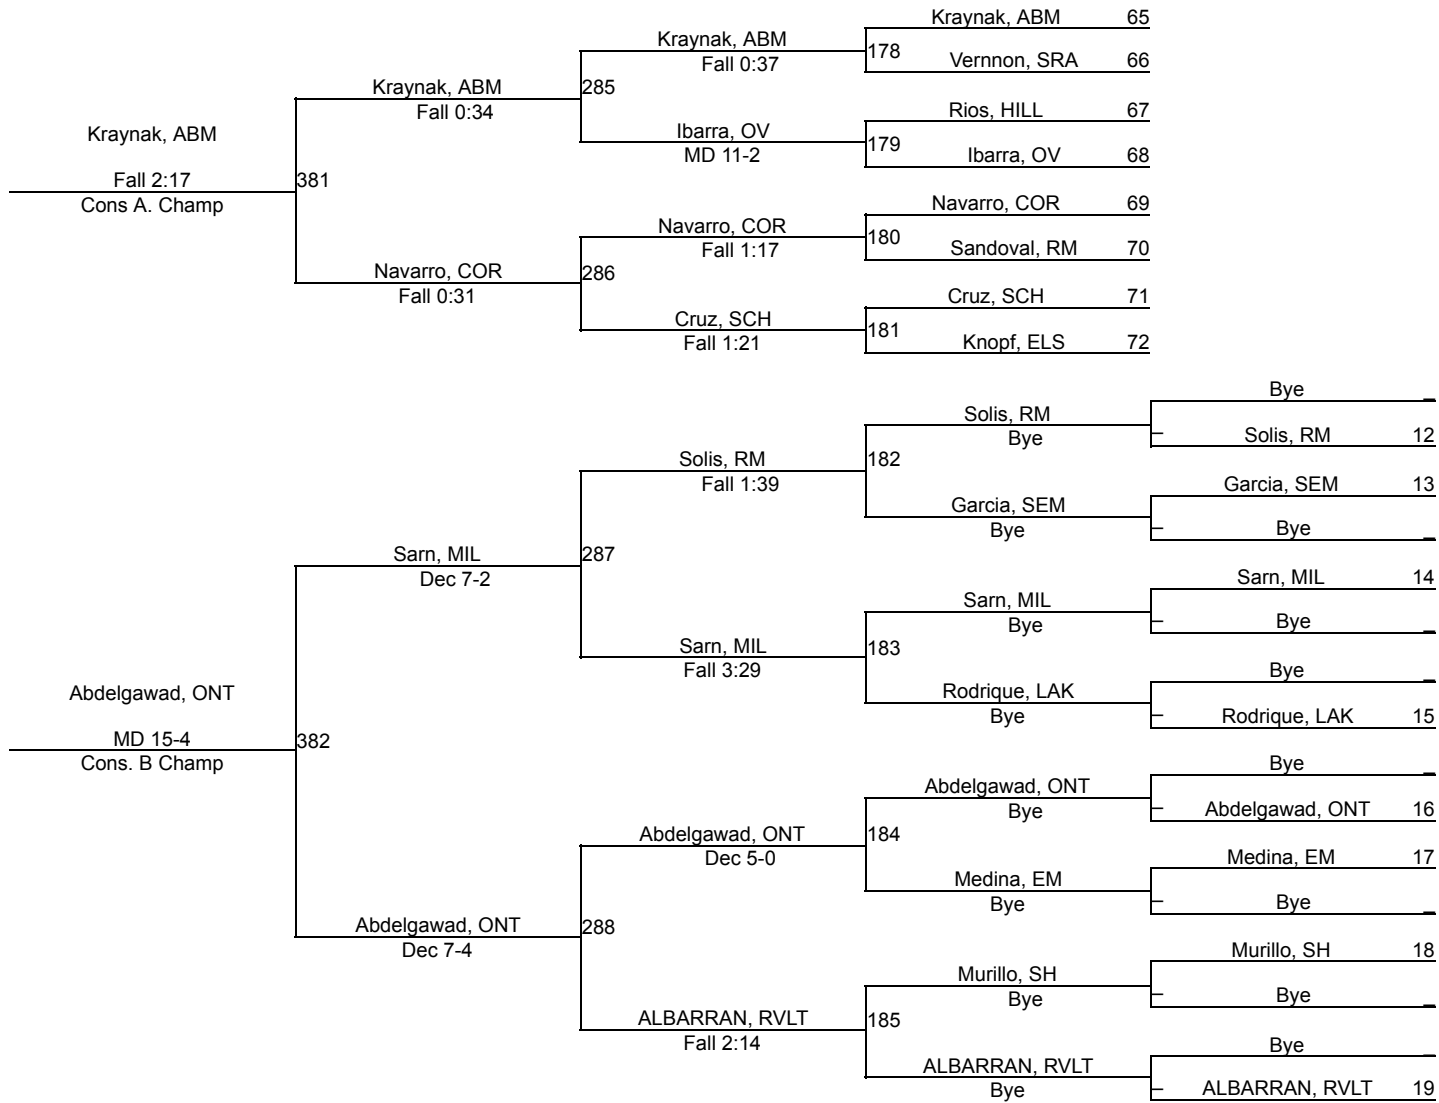 Kraynak, ABM 65
Kraynak, ABM
178
Fall 0:37
Vernnon, SRA 66
Kraynak, ABM
285
Fall 0:34
Rios, HILL 67
Kraynak, ABM
Ibarra, OV
179
MD 11-2
Ibarra, OV 68
Fall 2:17
381
Cons A. Champ
Navarro, COR 69
Navarro, COR
180
Fall 1:17
Sandoval, RM 70
Navarro, COR
286
Fall 0:31
Cruz, SCH 71
Cruz, SCH
181
Fall 1:21
Knopf, ELS 72
Bye _
Solis, RM
Bye
_ Solis, RM 12
Solis, RM
182
Fall 1:39
Garcia, SEM 13
Garcia, SEM
Bye
_ Bye _
Sarn, MIL
287
Dec 7-2
Sarn, MIL 14
Sarn, MIL
Bye
_ Bye _
Sarn, MIL
183
Fall 3:29
Bye _
Rodrique, LAK
Bye
_ Rodrique, LAK 15
Abdelgawad, ONT
MD 15-4
382
Cons. B Champ
Bye _
Abdelgawad, ONT
Bye
_ Abdelgawad, ONT 16
Abdelgawad, ONT
184
Dec 5-0
Medina, EM 17
Medina, EM
Bye
_ Bye _
Abdelgawad, ONT
288
Dec 7-4
Murillo, SH 18
Murillo, SH
Bye
_ Bye _
ALBARRAN, RVLT
185
Fall 2:14
Bye _
ALBARRAN, RVLT
Bye
_ ALBARRAN, RVLT 19